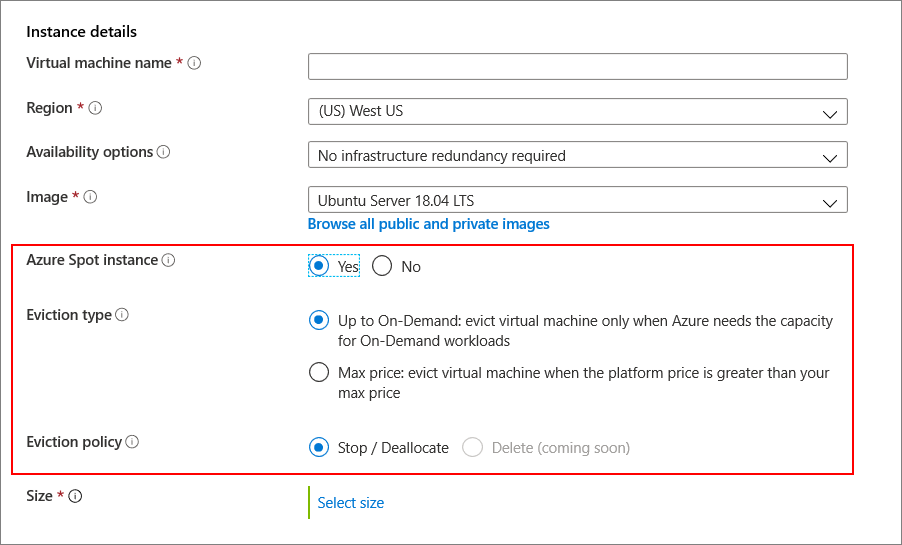 Instance details
Virtual machine name *
Region *
(US) West US
Availability options
No infrastructure redundancy required
Image *
Ubuntu Server 18.04 LTS
Browse all public and private images
Azure Spot instance
Yes No
Eviction type
Up to On-Demand: evict virtual machine only when Azure needs the capacity
for On-Demand workloads
Max price: evict virtual machine when the platform price is greater than your
max price
Eviction policy
Stop / Deallocate Delete (coming soon)
Size *
Select size